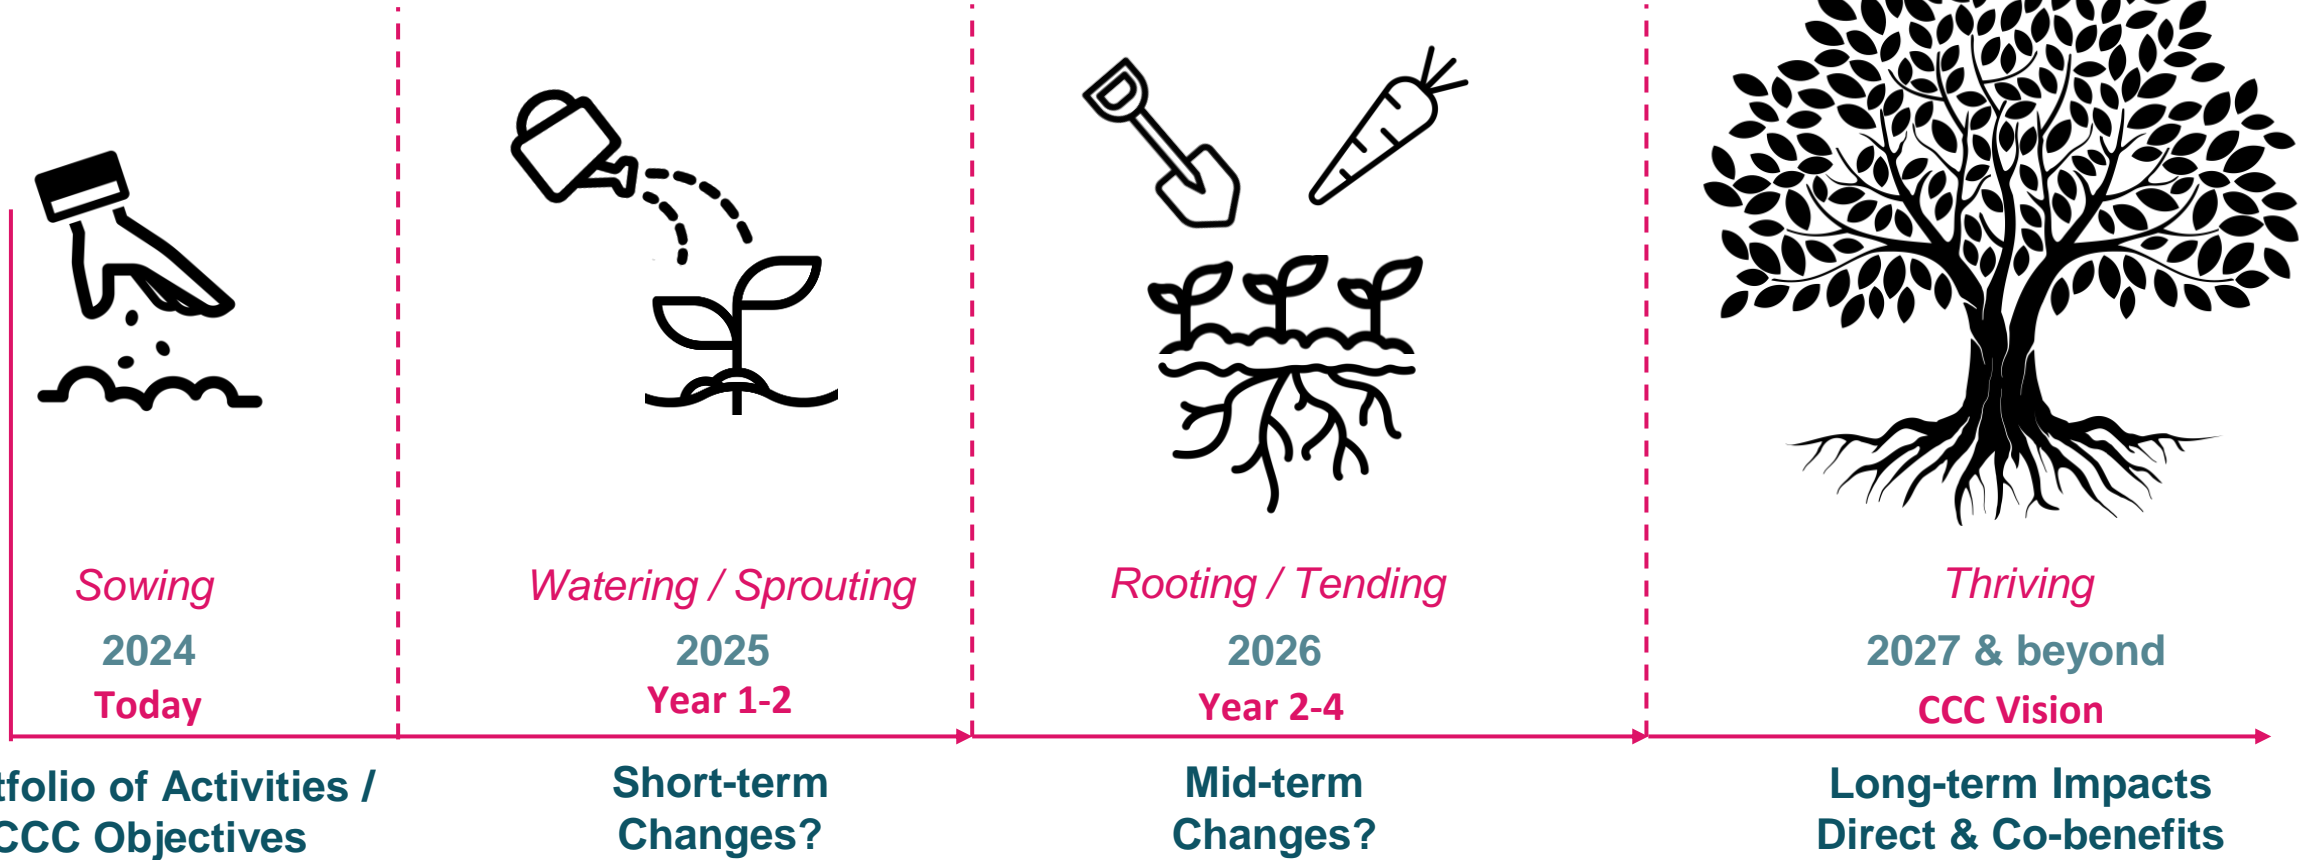 Sowing
2024
Today
tfolio of Activities /
CCC Objectives
Watering / Sprouting
2025
Year 1-2
Short-term
Changes?
Rooting / Tending
2026
Year 2-4
Mid-term
Changes?
Thriving
2027 & beyond
CCC Vision
Long-term Impacts
Direct & Co-benefits